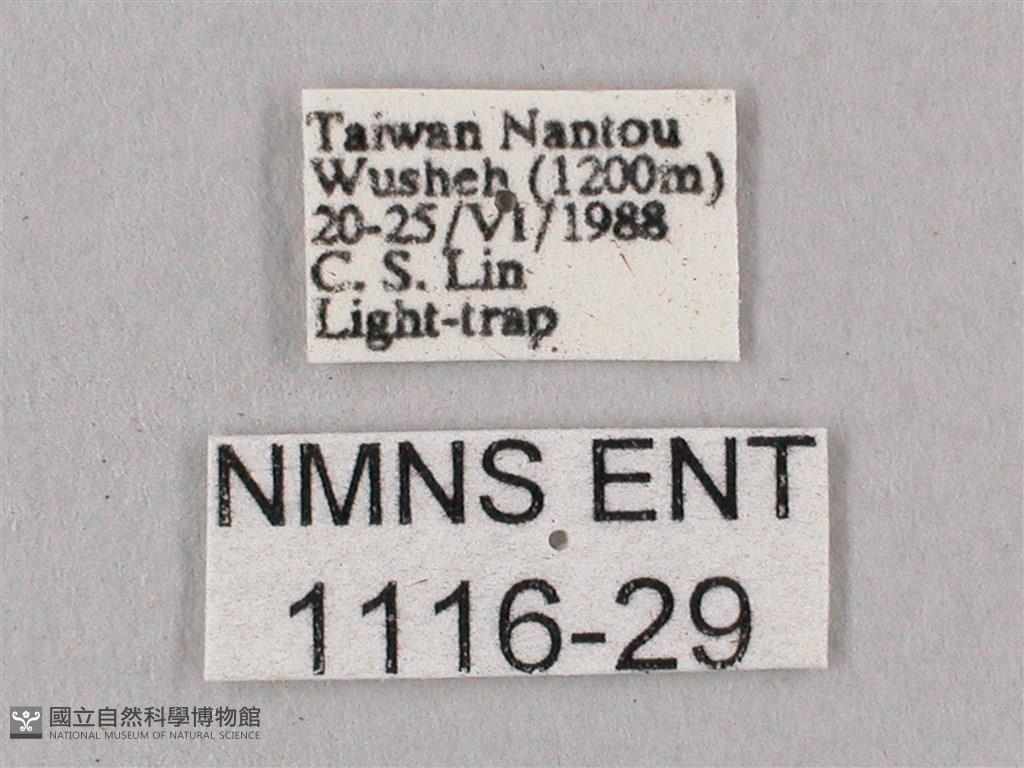 Taiwan Nantou
Wusheh (1200m)
20-25/VI/1988
C. S. Lin
Light-trap
NMNS ENT
1116-29
國立自然科學博物館
NATIONAL MUSEUM OF NATURAL SCIENCE